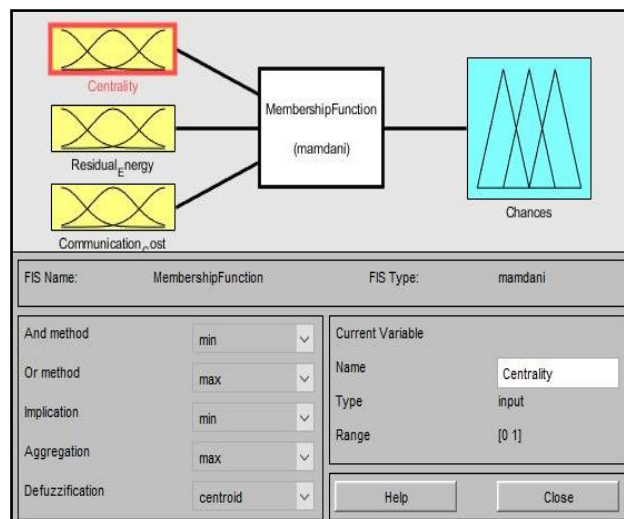 Centrality
MembershipFunction
(mamdani)
Residual_Energy
Chances
Communication_Cost
FIS Name: MembershipFunction FIS Type: mamdani
And method min
Or method max
Implication min
Aggregation max
Defuzzification centroid
Current Variable
Name Centrality
Type input
Range [0 1]
Help Close